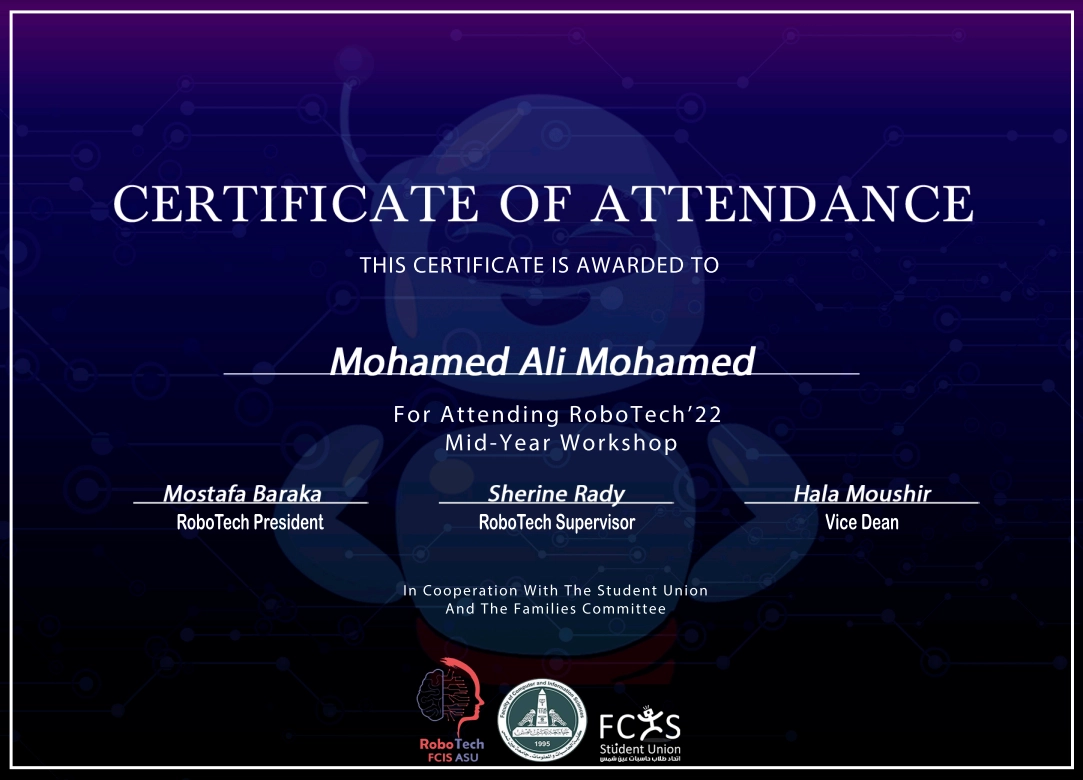 CERTIFICATE OF ATTENDANCE
THIS CERTIFICATE IS AWARDED TO
Mohamed Ali Mohamed
For Attending RoboTech’22
Mid-Year Workshop
Mostafa Baraka
RoboTech President
Sherine Rady
RoboTech Supervisor
Hala Moushir
Vice Dean
In Cooperation With The Student Union
And The Families Committee
RoboTech
FCIS ASU
Faculty of Computer and Information Sciences
1995
FCIS
Student Union
اتحاد طلاب حاسبات عين شمس